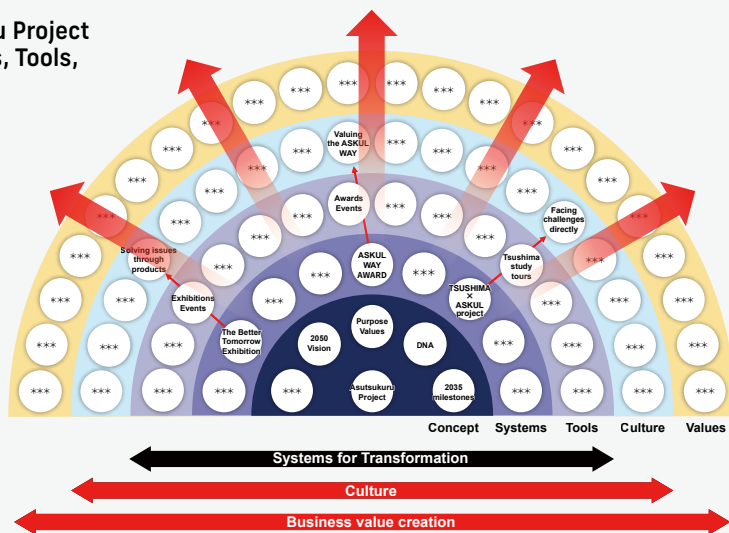 u Project
s, Tools,
Valuing
the ASKUL
WAY
Awards
Events
Facing
challenges
directly
Solving issues
through
products
ASKUL
WAY
AWARD
Tsushima
study
tours
Exhibitions
Events
TSUSHIMA
×
ASKUL
project
The Better
Tomorrow
Exhibition
2050
Vision
Purpose
Values
DNA
Asutsukuru
Project
2035
milestones
Concept Systems Tools Culture Values
Systems for Transformation
Culture
Business value creation